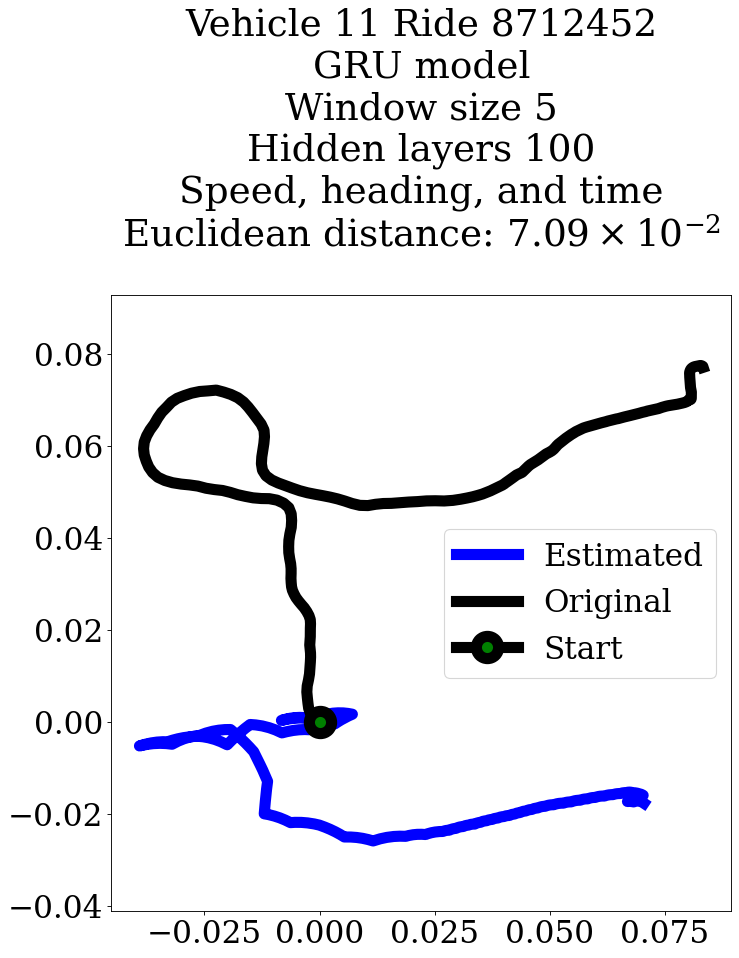 Vehicle 11 Ride 8712452
GRU model
Window size 5
Hidden layers 100
Speed, heading, and time
Euclidean distance: 7.09 × 10⁻²
0.08
0.06
0.04
0.02
0.00
−0.02
−0.04
Estimated
Original
Start
−0.025 0.000 0.025 0.050 0.075